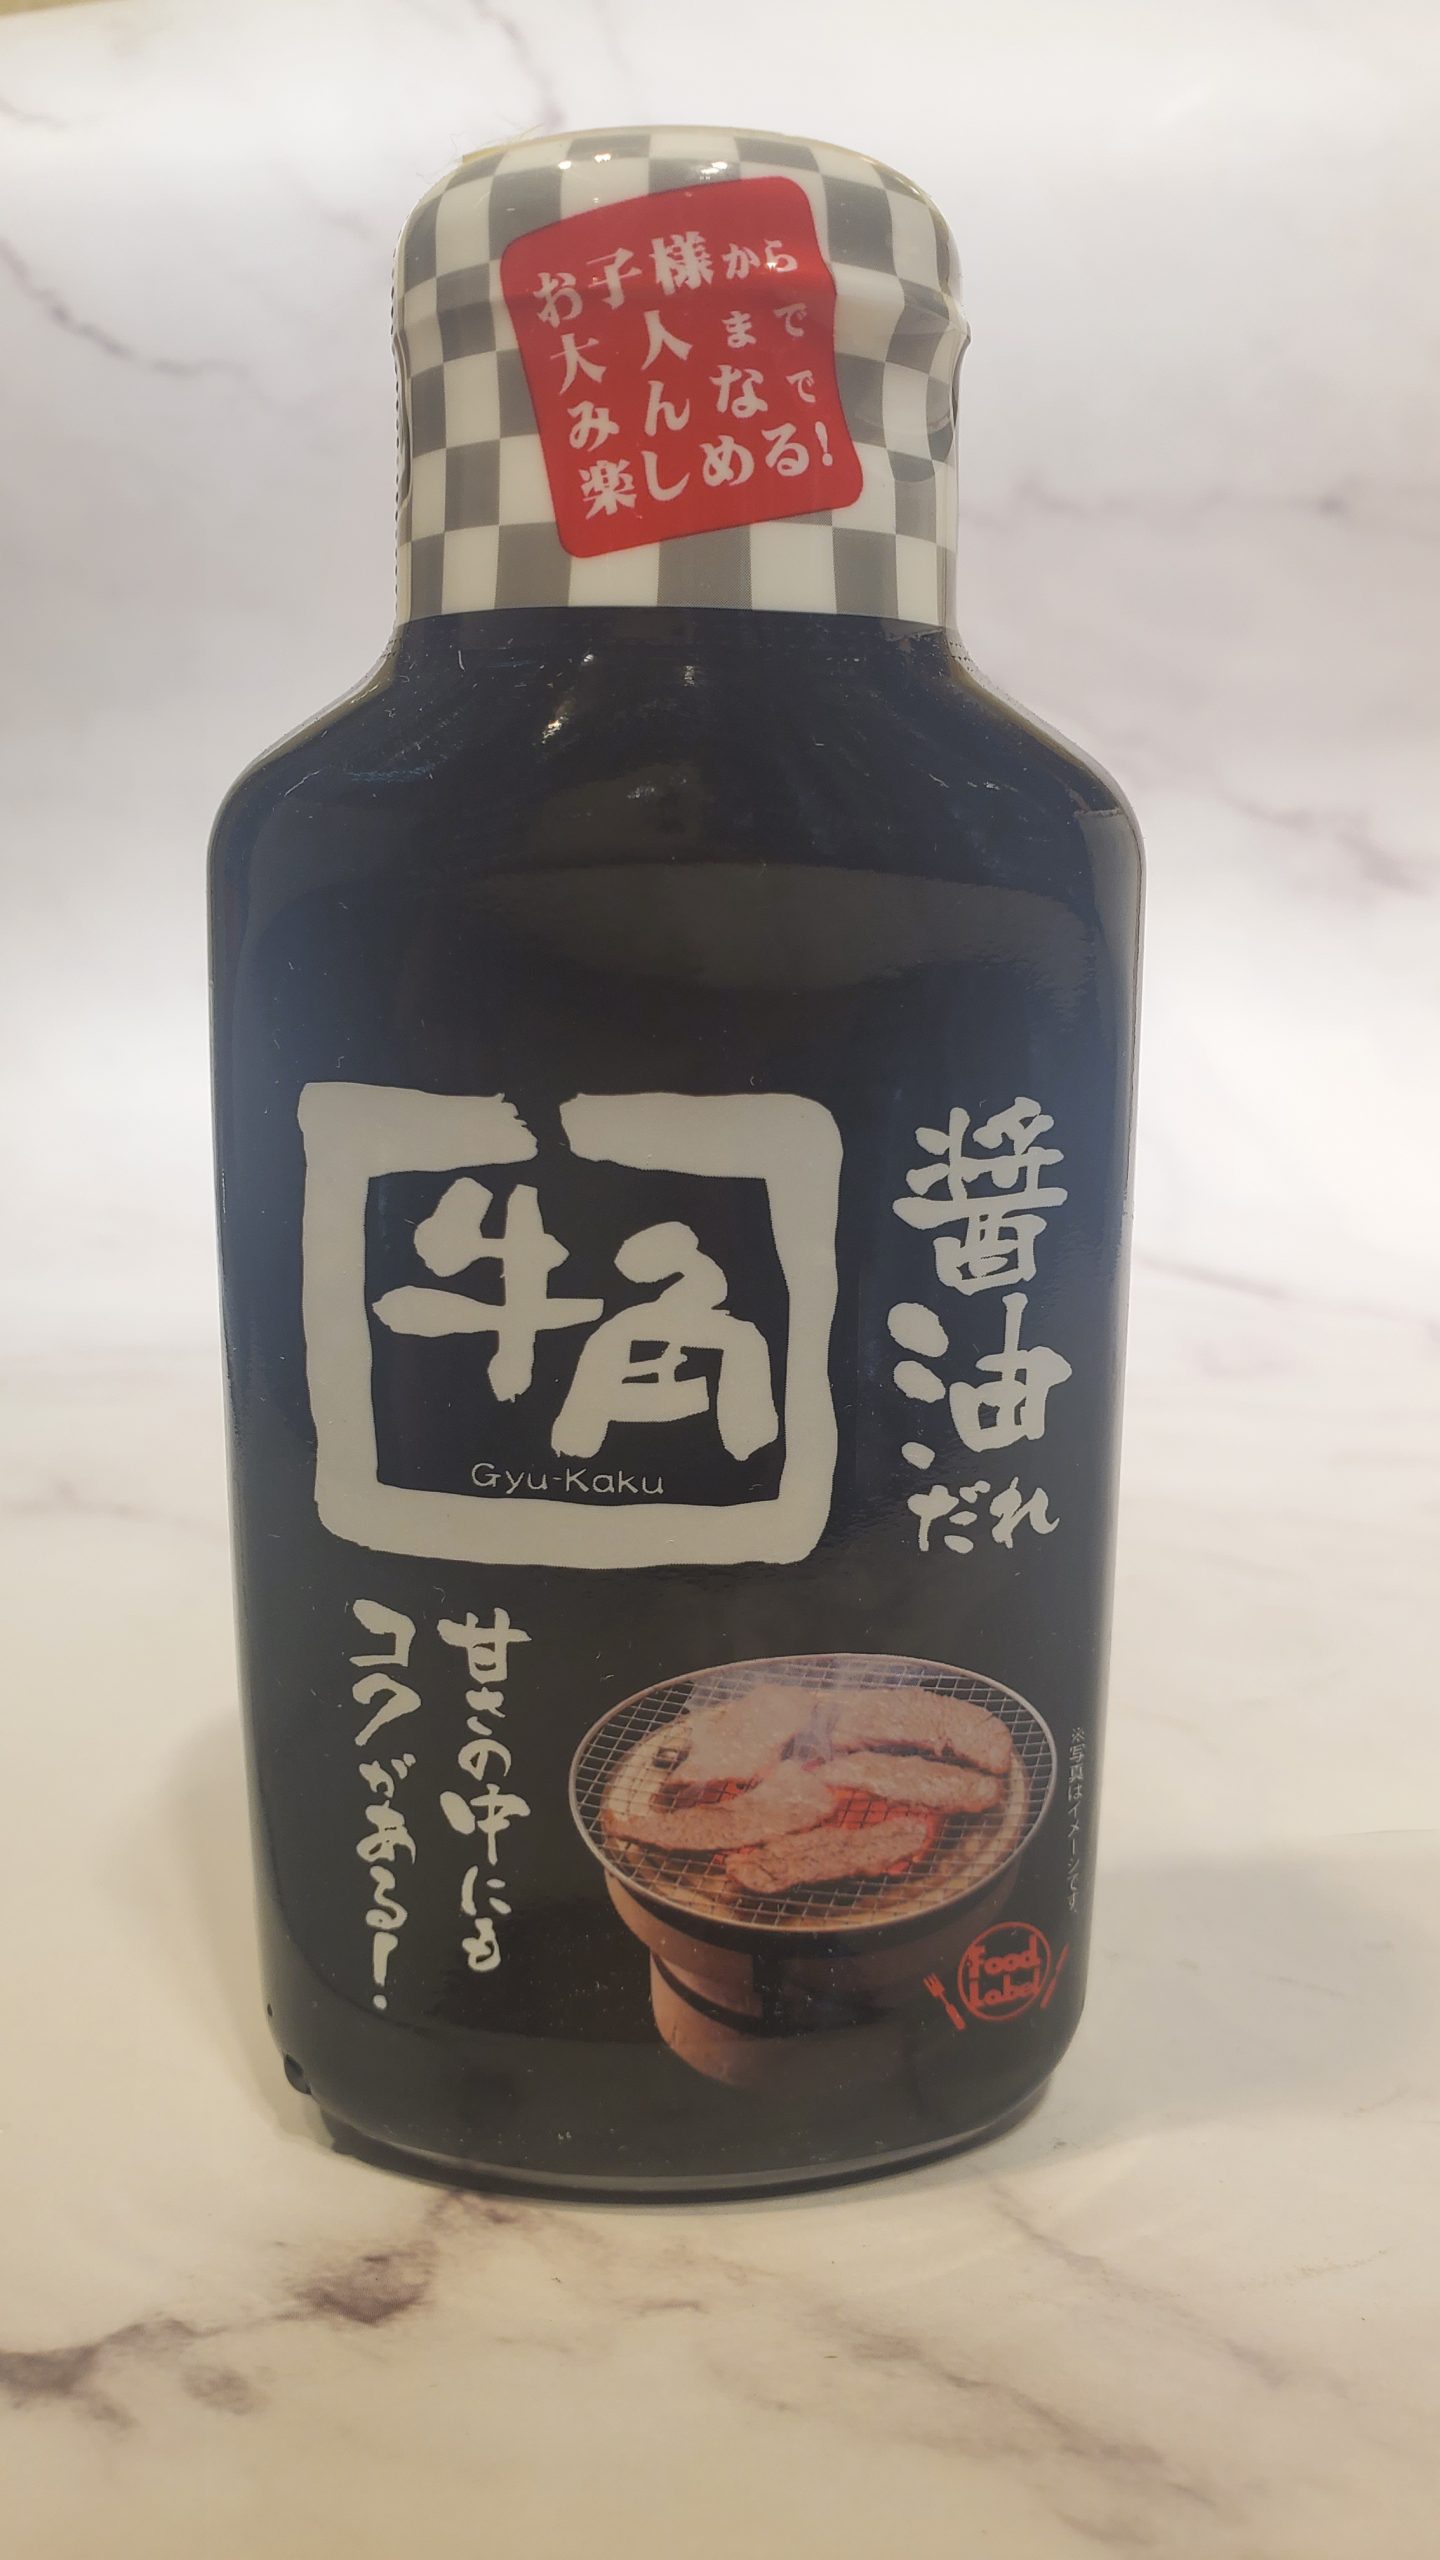 お子様から
大人まで
みんなで
楽しめる!
牛角
Gyu-Kaku
醤油だれ
甘さの中にも
コクがある!
※写真はイメージです。
Food
Label